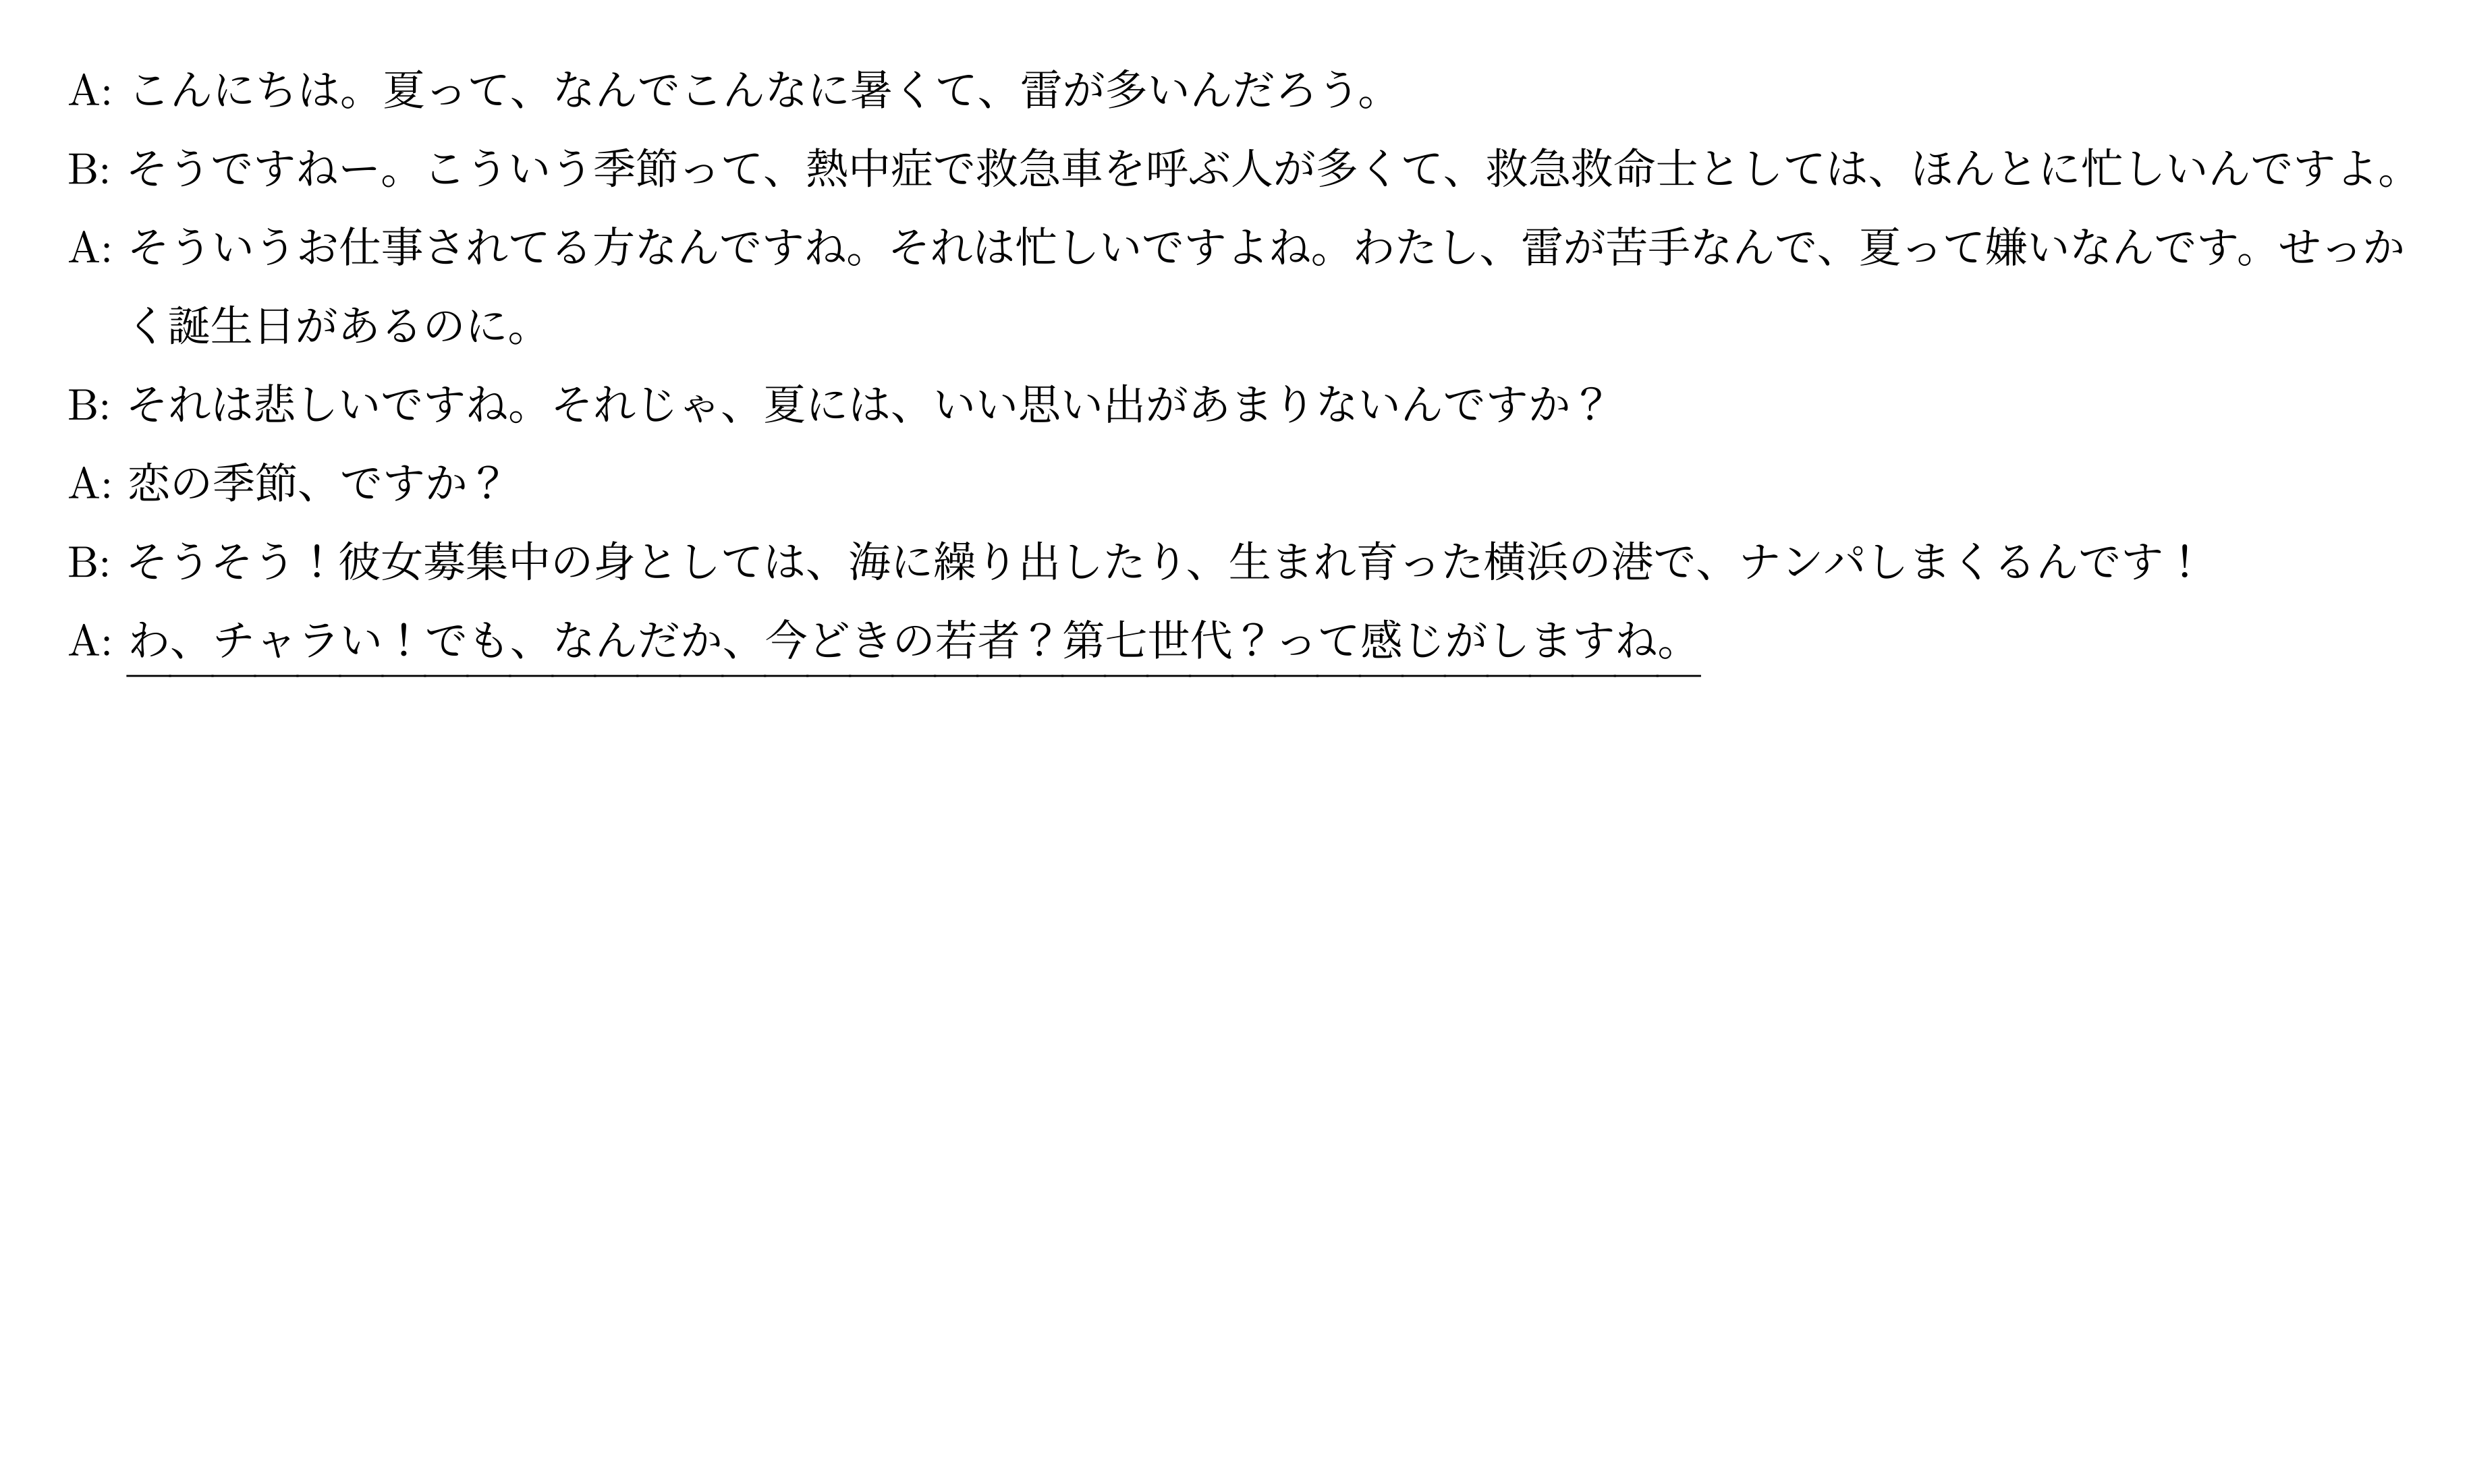 A: こんにちは。夏って、なんでこんなに暑くて、雷が多いんだろう。
B: そうですねー。こういう季節って、熱中症で救急車を呼ぶ人が多くて、救急救命士としては、ほんとに忙しいんですよ。
A: そういうお仕事されてる方なんですね。それは忙しいですよね。わたし、雷が苦手なんで、夏って嫌いなんです。せっか
く誕生日があるのに。
B: それは悲しいですね。それじゃ、夏には、いい思い出があまりないんですか？
A: 恋の季節、ですか？
B: そうそう！彼女募集中の身としては、海に繰り出したり、生まれ育った横浜の港で、ナンパしまくるんです！
A: わ、チャラい！でも、なんだか、今どきの若者？第七世代？って感じがしますね。